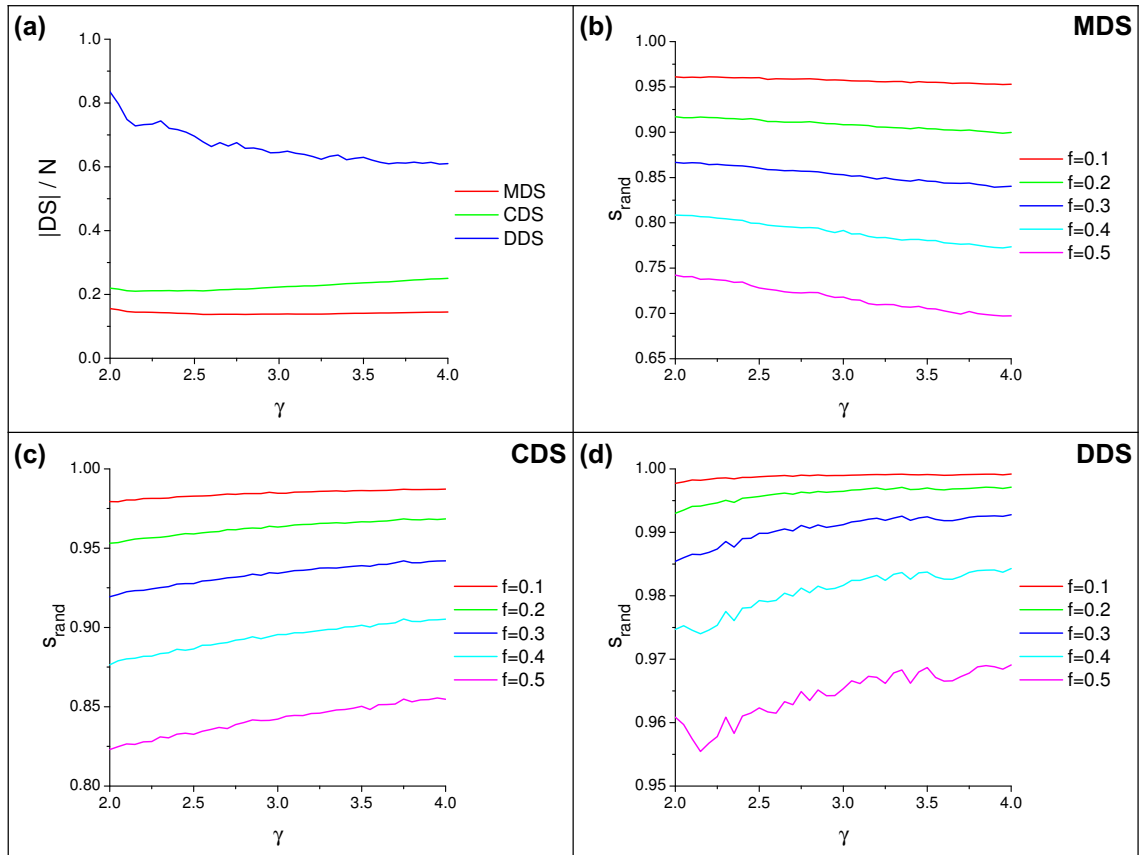 (a)
1.0
0.8
0.6
0.4
0.2
0.0
|DS| / N
2.0 2.5 3.0 3.5 4.0
γ
MDS
CDS
DDS
(b) MDS
1.00
0.95
0.90
0.85
0.80
0.75
0.70
0.65
s_rand
2.0 2.5 3.0 3.5 4.0
γ
f=0.1
f=0.2
f=0.3
f=0.4
f=0.5
(c) CDS
1.00
0.95
0.90
0.85
0.80
s_rand
2.0 2.5 3.0 3.5 4.0
γ
f=0.1
f=0.2
f=0.3
f=0.4
f=0.5
(d) DDS
1.00
0.99
0.98
0.97
0.96
0.95
s_rand
2.0 2.5 3.0 3.5 4.0
γ
f=0.1
f=0.2
f=0.3
f=0.4
f=0.5